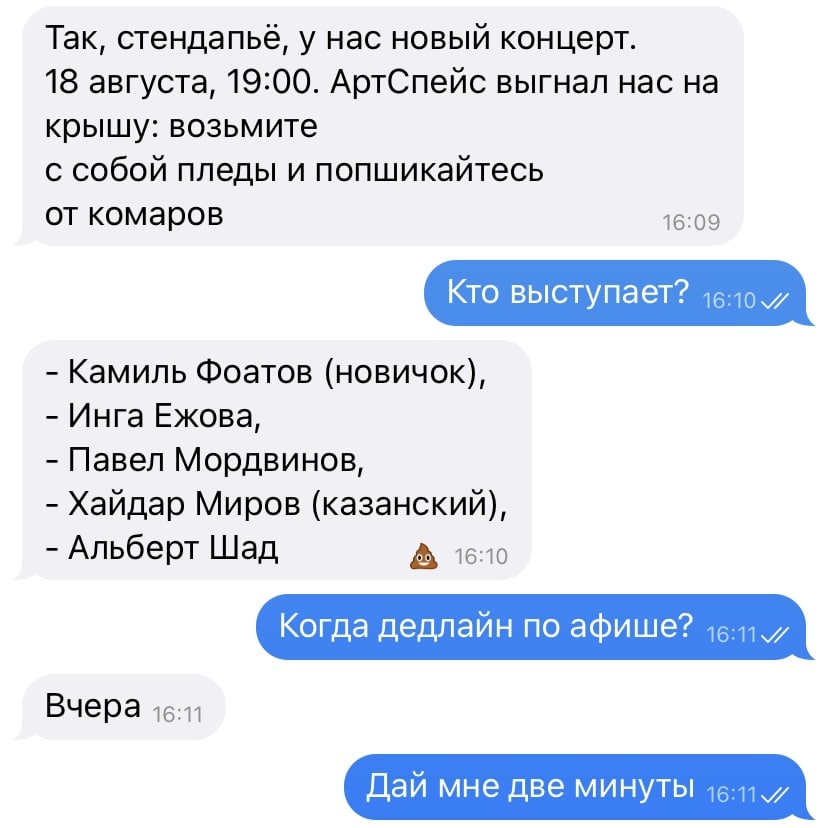 Так, стендапьё, у нас новый концерт.
18 августа, 19:00. АртСпейс выгнал нас на
крышу: возьмите
с собой пледы и попшикайтесь
от комаров
16:09
Кто выступает? 16:10
- Камиль Фоатов (новичок),
- Инга Ежова,
- Павел Мордвинов,
- Хайдар Миров (казанский),
- Альберт Шад 💩 16:10
Когда дедлайн по афише? 16:11
Вчера 16:11
Дай мне две минуты 16:11